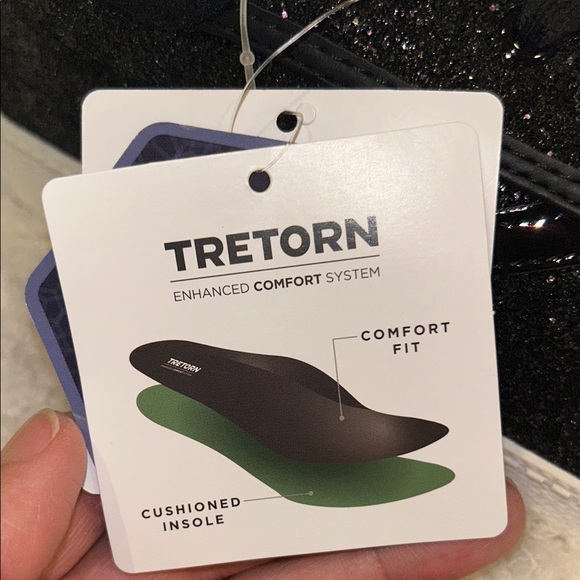 TRETORN
ENHANCED COMFORT SYSTEM
COMFORT
FIT
TRETORN
CUSHIONED
INSOLE